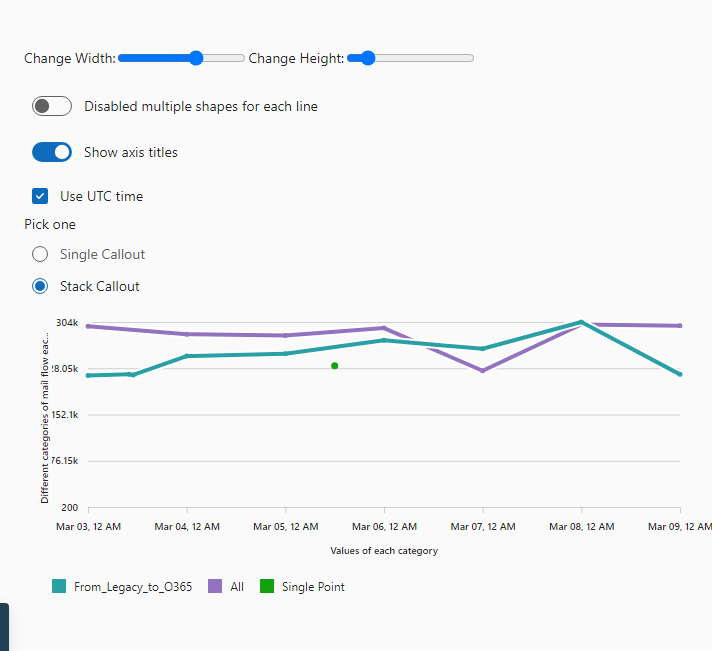 Change Width: Change Height:
Disabled multiple shapes for each line
Show axis titles
Use UTC time
Pick one
Single Callout
Stack Callout
304k
8.05k
152.1k
76.15k
200
Different categories of mail flow eac...
Mar 03, 12 AM Mar 04, 12 AM Mar 05, 12 AM Mar 06, 12 AM Mar 07, 12 AM Mar 08, 12 AM Mar 09, 12 AM
Values of each category
From_Legacy_to_O365 All Single Point